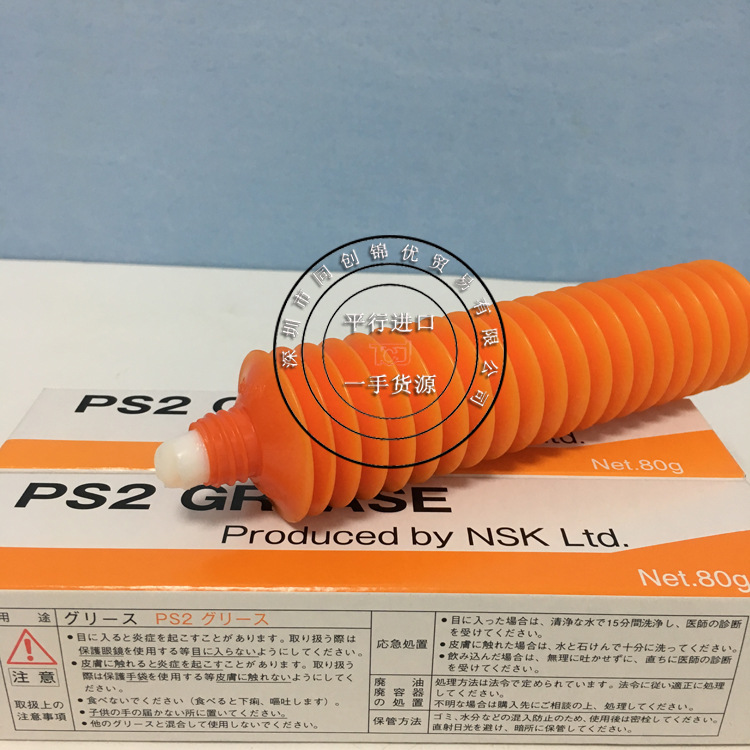 深圳市同创锦优贸易有限公司
平行进口
一手货源
PS2 G
Ltd.
Net.80g
PS2 GREASE
Produced by NSK Ltd.
Net.80g
用 途 グリース PS2 グリース
注意
取扱上の
注意事項
・目に入ると炎症を起こすことがあります。取り扱う際は
保護眼鏡を使用する等目に入らないようにしてください。
・皮膚に触れると炎症を起こすことがあります。取り扱う
際は保護手袋を使用する等皮膚に触れないようにしてく
ださい。
・食べないでください（食べると下痢、嘔吐します）。
・子供の手の届かない所に置いてください。
・他のグリースと混合して使用しないでください。
応急処置
・目に入った場合は、清浄な水で15分間洗浄し、医師の診断
を受けてください。
・皮膚に触れた場合は、水と石けんで十分に洗ってください。
・飲み込んだ場合は、無理に吐かせずに、直ちに医師の診断
を受けてください。
廃油
廃容器
の処置
処理方法は法令で定められています。法令に従い適正に処理
してください。
不明な場合は購入先にご相談の上、処理してください。
保管方法
ゴミ、水分などの混入防止のため、使用後は密栓してください。
直射日光を避け、暗所に保管してください。